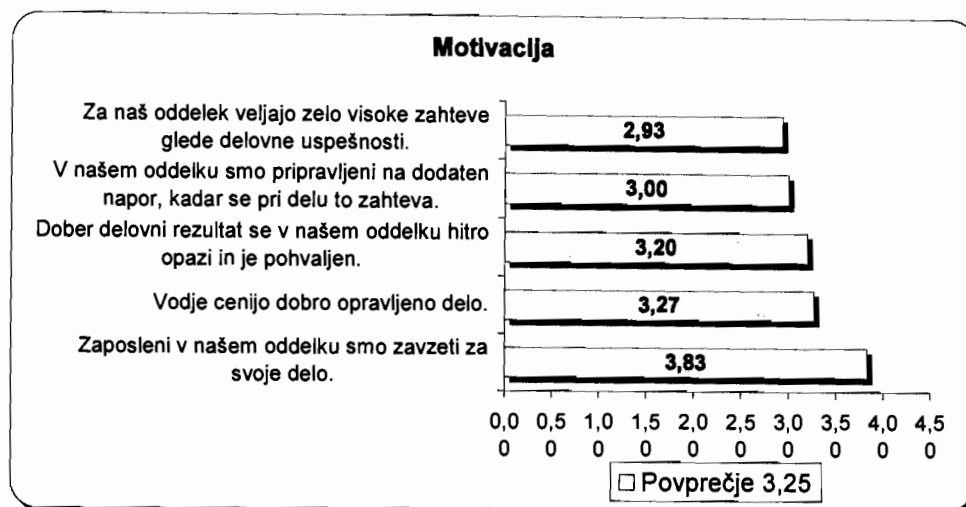 Motivacija
Za naš oddelek veljajo zelo visoke zahteve
glede delovne uspešnosti.
2,93
V našem oddelku smo pripravljeni na dodaten
napor, kadar se pri delu to zahteva.
3,00
Dober delovni rezultat se v našem oddelku hitro
opazi in je pohvaljen.
3,20
Vodje cenijo dobro opravljeno delo.
3,27
Zaposleni v našem oddelku smo zavzeti za
svoje delo.
3,83
0,0 0,5 1,0 1,5 2,0 2,5 3,0 3,5 4,0 4,5
0 0 0 0 0 0 0 0 0 0
Povprečje 3,25